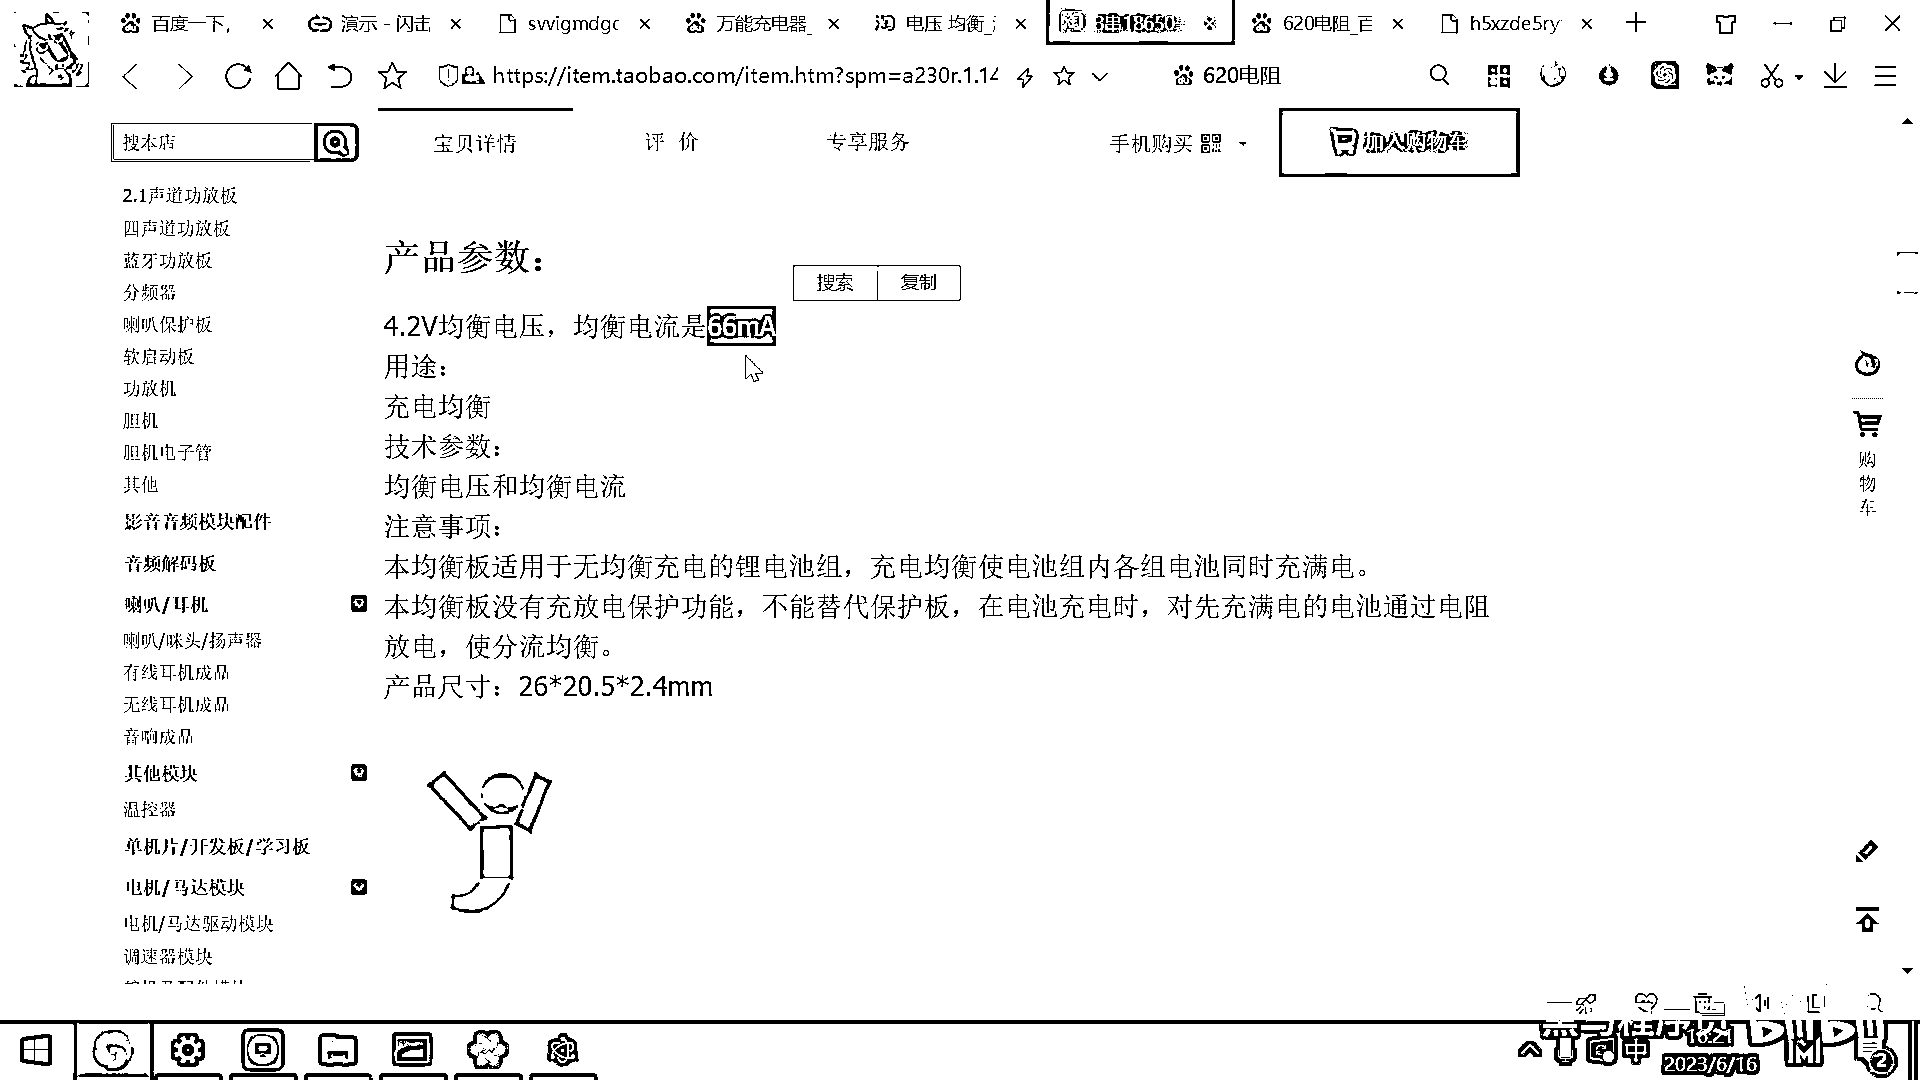 百度一下,
演示 - 闪击
svvigmdgc
万能充电器_
电压 均衡_
3串18650
620电阻_百
h5xzde5ry
https://item.taobao.com/item.htm?spm=a230r.1.14
620电阻
搜本店
宝贝详情
评 价
专享服务
手机购买
加入购物车
2.1声道功放板
四声道功放板
蓝牙功放板
分频器
喇叭保护板
软启动板
功放机
胆机
胆机电子管
其他
影音音频模块配件
音频解码板
喇叭/耳机
喇叭/咪头/扬声器
有线耳机成品
无线耳机成品
音响成品
其他模块
温控器
单机片/开发板/学习板
电机/马达模块
电机/马达驱动模块
调速器模块
产品参数:
搜索
复制
4.2V均衡电压，均衡电流是66mA
用途：
充电均衡
技术参数：
均衡电压和均衡电流
注意事项：
本均衡板适用于无均衡充电的锂电池组，充电均衡使电池组内各组电池同时充满电。
本均衡板没有充放电保护功能，不能替代保护板，在电池充电时，对先充满电的电池通过电阻
放电，使分流均衡。
产品尺寸：26*20.5*2.4mm
购
物
车
中
16:21
2023/6/16
2